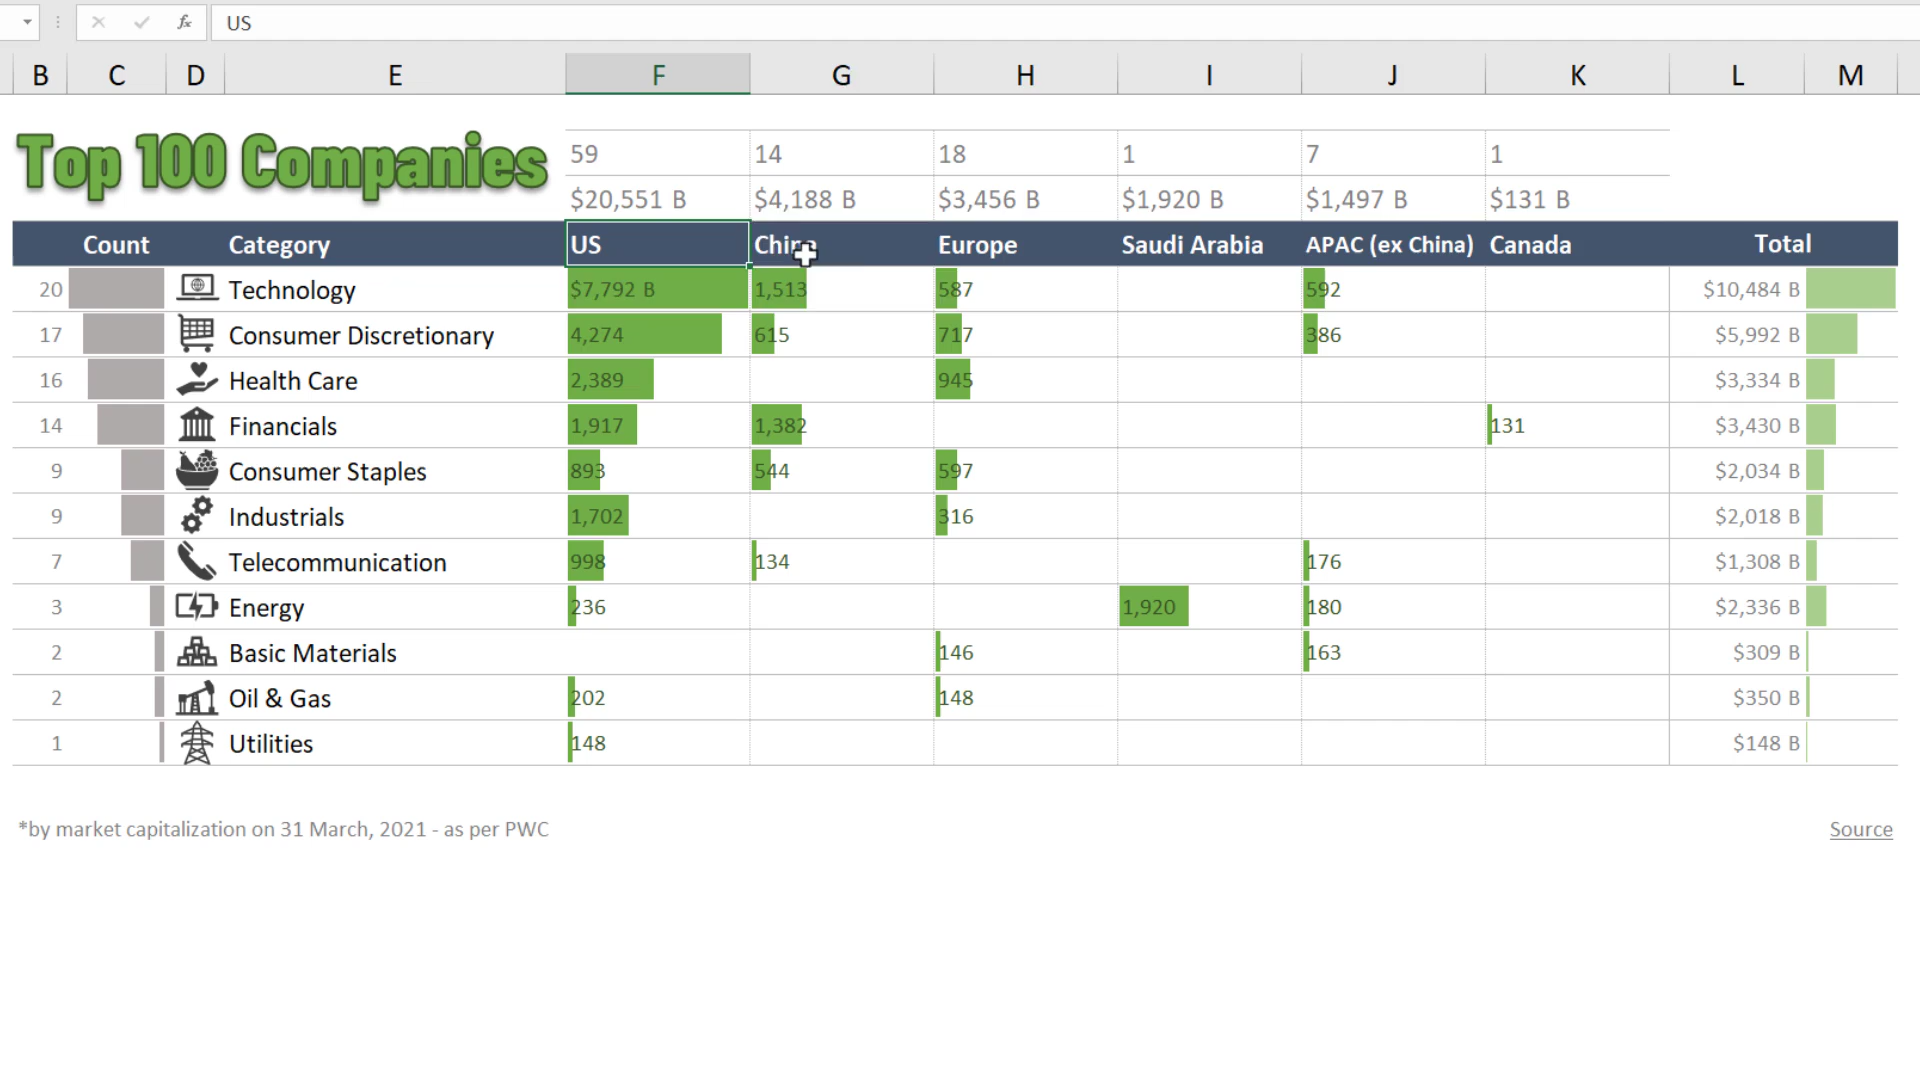 fx US
B C D E F G H I J K L M
Top 100 Companies
59 14 18 1 7 1
$20,551 B $4,188 B $3,456 B $1,920 B $1,497 B $131 B
Count Category US China Europe Saudi Arabia APAC (ex China) Canada Total
20 Technology $7,792 B 1,513 587 592 $10,484 B
17 Consumer Discretionary 4,274 615 717 386 $5,992 B
16 Health Care 2,389 945 $3,334 B
14 Financials 1,917 1,382 131 $3,430 B
9 Consumer Staples 893 544 597 $2,034 B
9 Industrials 1,702 316 $2,018 B
7 Telecommunication 998 134 176 $1,308 B
3 Energy 236 1,920 180 $2,336 B
2 Basic Materials 146 163 $309 B
2 Oil & Gas 202 148 $350 B
1 Utilities 148 $148 B
*by market capitalization on 31 March, 2021 - as per PWC Source